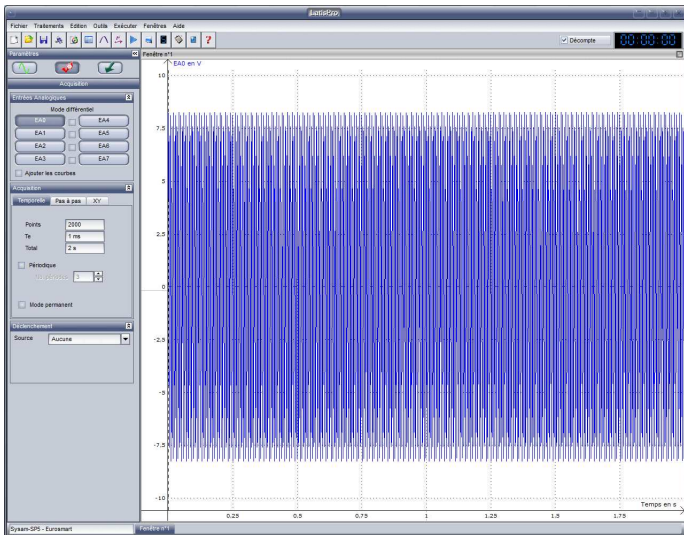 LatisPro
Fichier Traitements Edition Outils Exécuter Fenêtres Aide
Décompte
00:00:00
Paramètres
Fenêtre n°1
Acquisition
Entrées Analogiques
Mode différentiel
EA0 EA4
EA1 EA5
EA2 EA6
EA3 EA7
Ajouter les courbes
Acquisition
Temporelle Pas à pas XY
Points 2000
Te 1 ms
Total 2 s
Périodique
Nb périodes 3
Mode permanent
Déclenchement
Source Aucune
EA0 en V
10
7.5
5
2.5
0
-2.5
-5
-7.5
-10
0.25 0.5 0.75 1 1.25 1.5 1.75
Temps en s
Sysam-SP5 - Eurosmart
Fenêtre n°1